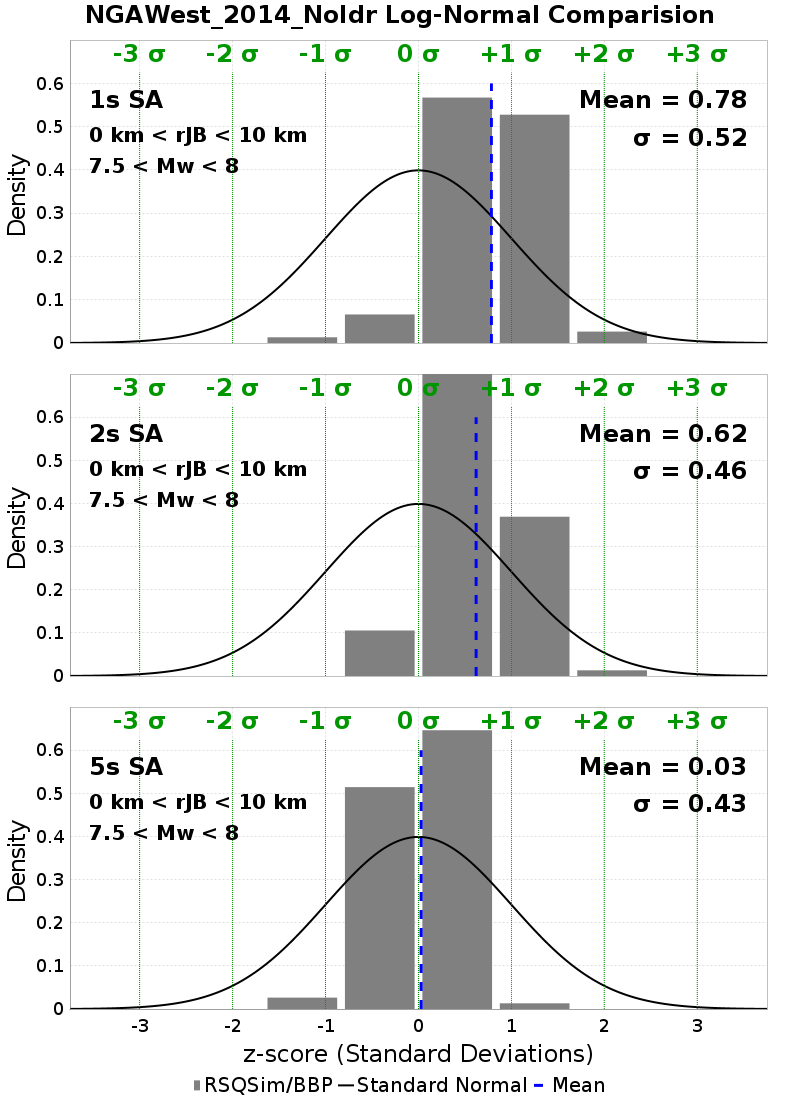 NGAWest_2014_NoIdr Log-Normal Comparision
-3 σ -2 σ -1 σ 0 σ +1 σ +2 σ +3 σ
0.6
1s SA Mean = 0.78
0.5
0 km < rJB < 10 km σ = 0.52
7.5 < Mw < 8
0.4
0.3
0.2
0.1
0
Density
-3 σ -2 σ -1 σ 0 σ +1 σ +2 σ +3 σ
0.6
2s SA Mean = 0.62
0.5
0 km < rJB < 10 km σ = 0.46
7.5 < Mw < 8
0.4
0.3
0.2
0.1
0
Density
-3 σ -2 σ -1 σ 0 σ +1 σ +2 σ +3 σ
0.6
5s SA Mean = 0.03
0.5
0 km < rJB < 10 km σ = 0.43
7.5 < Mw < 8
0.4
0.3
0.2
0.1
0
Density
-3 -2 -1 0 1 2 3
z-score (Standard Deviations)
RSQSim/BBP Standard Normal Mean